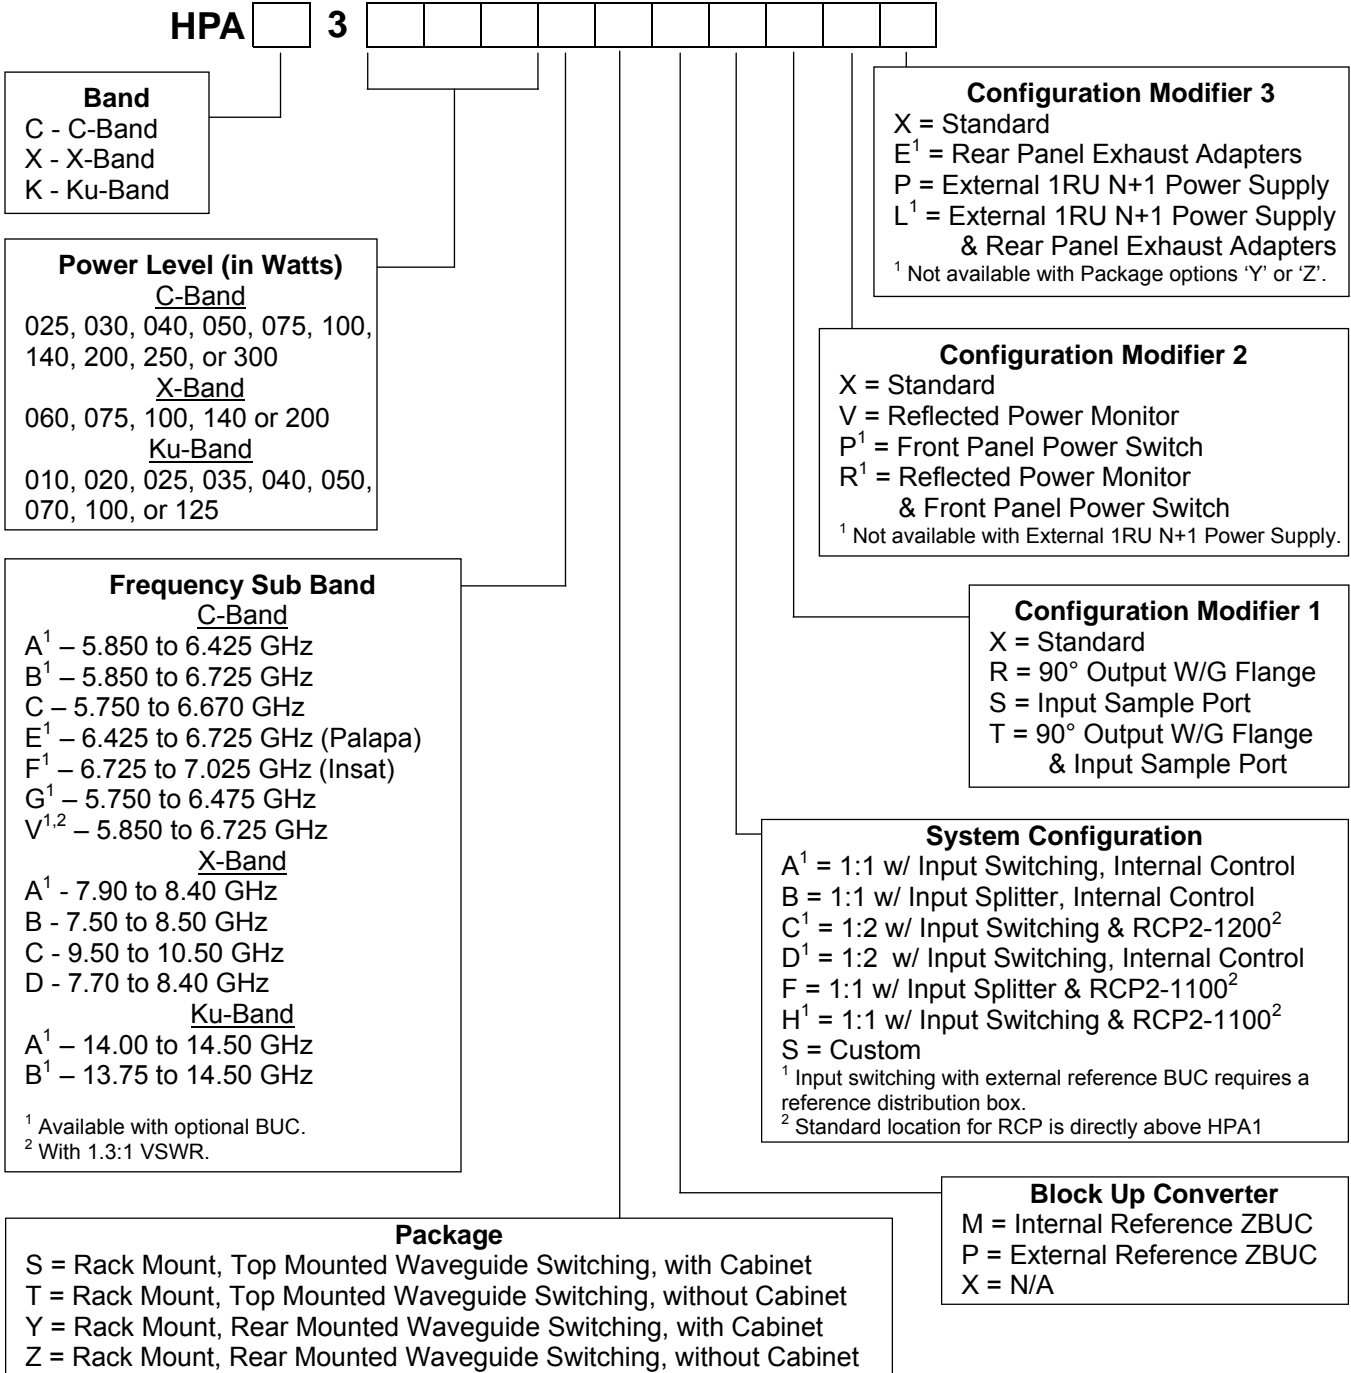 HPA 3
Band
C - C-Band
X - X-Band
K - Ku-Band
Power Level (in Watts)
C-Band
025, 030, 040, 050, 075, 100,
140, 200, 250, or 300
X-Band
060, 075, 100, 140 or 200
Ku-Band
010, 020, 025, 035, 040, 050,
070, 100, or 125
Frequency Sub Band
C-Band
A¹ – 5.850 to 6.425 GHz
B¹ – 5.850 to 6.725 GHz
C – 5.750 to 6.670 GHz
E¹ – 6.425 to 6.725 GHz (Palapa)
F¹ – 6.725 to 7.025 GHz (Insat)
G¹ – 5.750 to 6.475 GHz
V¹,² – 5.850 to 6.725 GHz
X-Band
A¹ - 7.90 to 8.40 GHz
B - 7.50 to 8.50 GHz
C - 9.50 to 10.50 GHz
D - 7.70 to 8.40 GHz
Ku-Band
A¹ – 14.00 to 14.50 GHz
B¹ – 13.75 to 14.50 GHz
¹ Available with optional BUC.
² With 1.3:1 VSWR.
Package
S = Rack Mount, Top Mounted Waveguide Switching, with Cabinet
T = Rack Mount, Top Mounted Waveguide Switching, without Cabinet
Y = Rack Mount, Rear Mounted Waveguide Switching, with Cabinet
Z = Rack Mount, Rear Mounted Waveguide Switching, without Cabinet
Configuration Modifier 3
X = Standard
E¹ = Rear Panel Exhaust Adapters
P = External 1RU N+1 Power Supply
L¹ = External 1RU N+1 Power Supply
& Rear Panel Exhaust Adapters
¹ Not available with Package options ‘Y’ or ‘Z’.
Configuration Modifier 2
X = Standard
V = Reflected Power Monitor
P¹ = Front Panel Power Switch
R¹ = Reflected Power Monitor
& Front Panel Power Switch
¹ Not available with External 1RU N+1 Power Supply.
Configuration Modifier 1
X = Standard
R = 90° Output W/G Flange
S = Input Sample Port
T = 90° Output W/G Flange
& Input Sample Port
System Configuration
A¹ = 1:1 w/ Input Switching, Internal Control
B = 1:1 w/ Input Splitter, Internal Control
C¹ = 1:2 w/ Input Switching & RCP2-1200²
D¹ = 1:2 w/ Input Switching, Internal Control
F = 1:1 w/ Input Splitter & RCP2-1100²
H¹ = 1:1 w/ Input Switching & RCP2-1100²
S = Custom
¹ Input switching with external reference BUC requires a
reference distribution box.
² Standard location for RCP is directly above HPA1
Block Up Converter
M = Internal Reference ZBUC
P = External Reference ZBUC
X = N/A